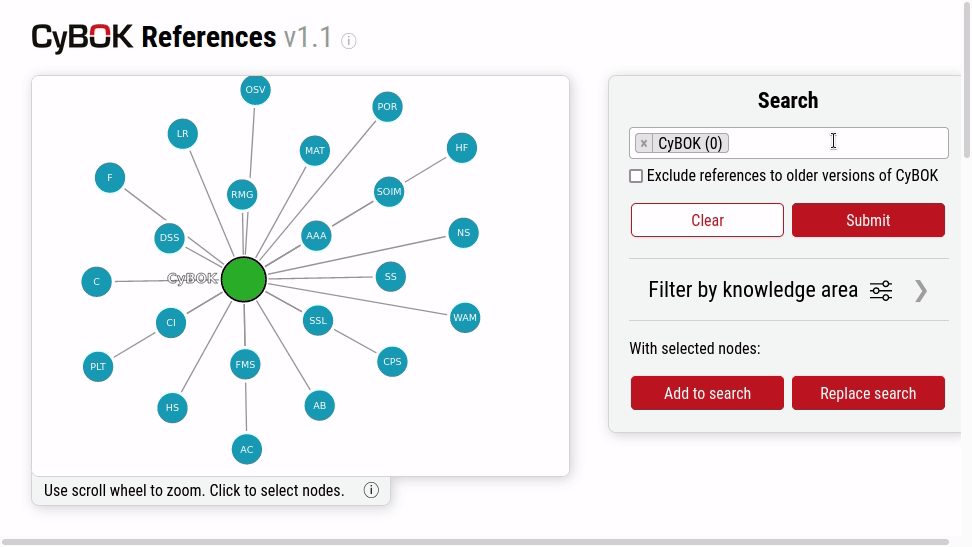 CyBOK References v1.1 ⓘ
OSV
POR
LR
MAT
HF
F
RMG
SOIM
DSS
AAA
NS
C
CyBOK
SS
CI
SSL
WAM
PLT
FMS
CPS
HS
AB
AC
Use scroll wheel to zoom. Click to select nodes. ⓘ
Search
× CyBOK (0)
Exclude references to older versions of CyBOK
Clear
Submit
Filter by knowledge area ❯
With selected nodes:
Add to search
Replace search